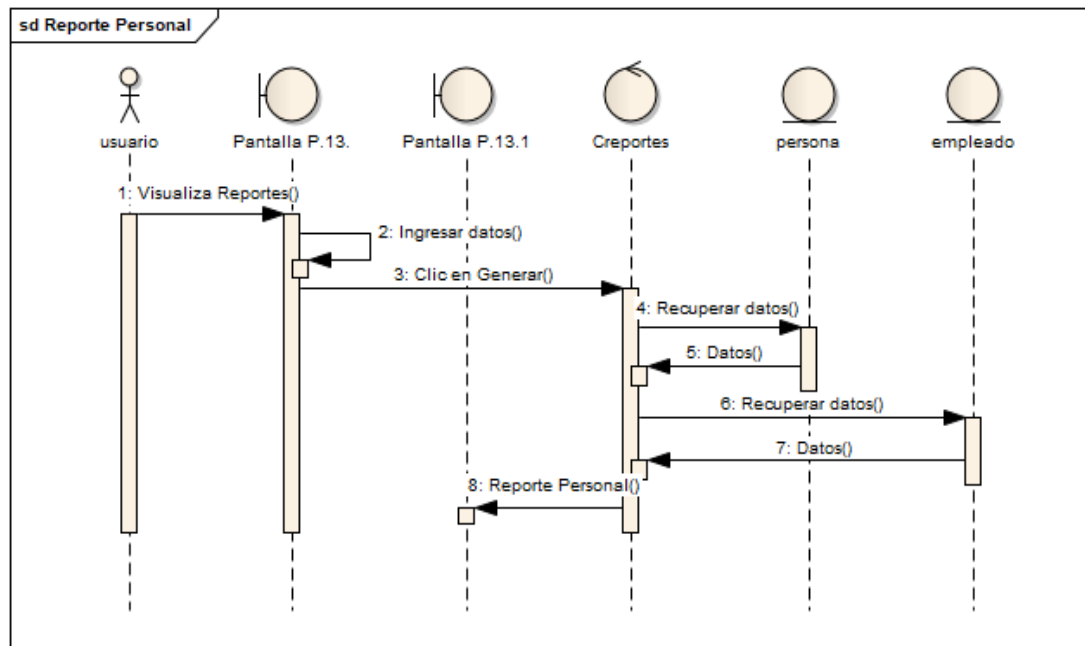 sd Reporte Personal
usuario
Pantalla P.13.
Pantalla P.13.1
Creportes
persona
empleado
1: Visualiza Reportes()
2: Ingresar datos()
3: Clic en Generar()
4: Recuperar datos()
5: Datos()
6: Recuperar datos()
7: Datos()
8: Reporte Personal()